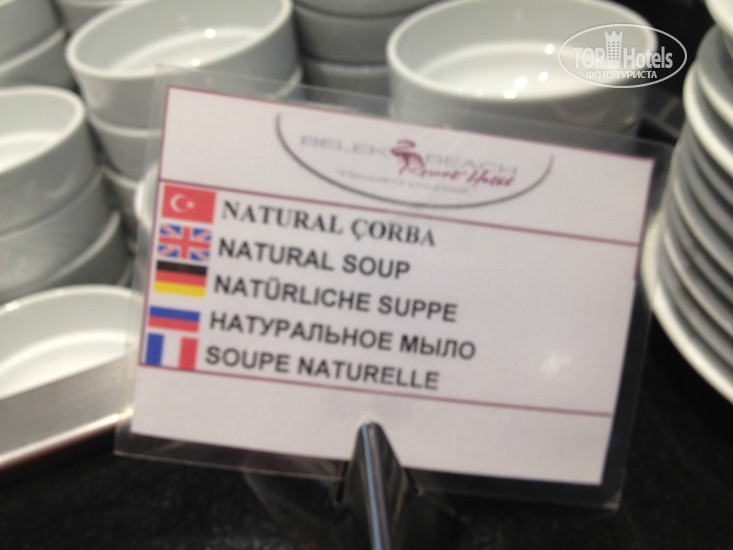 TOP Hotels
ФОТО ТУРИСТА
BELEK BEACH
Resort Hotel
NATURAL ÇORBA
NATURAL SOUP
NATÜRLICHE SUPPE
НАТУРАЛЬНОЕ МЫЛО
SOUPE NATURELLE